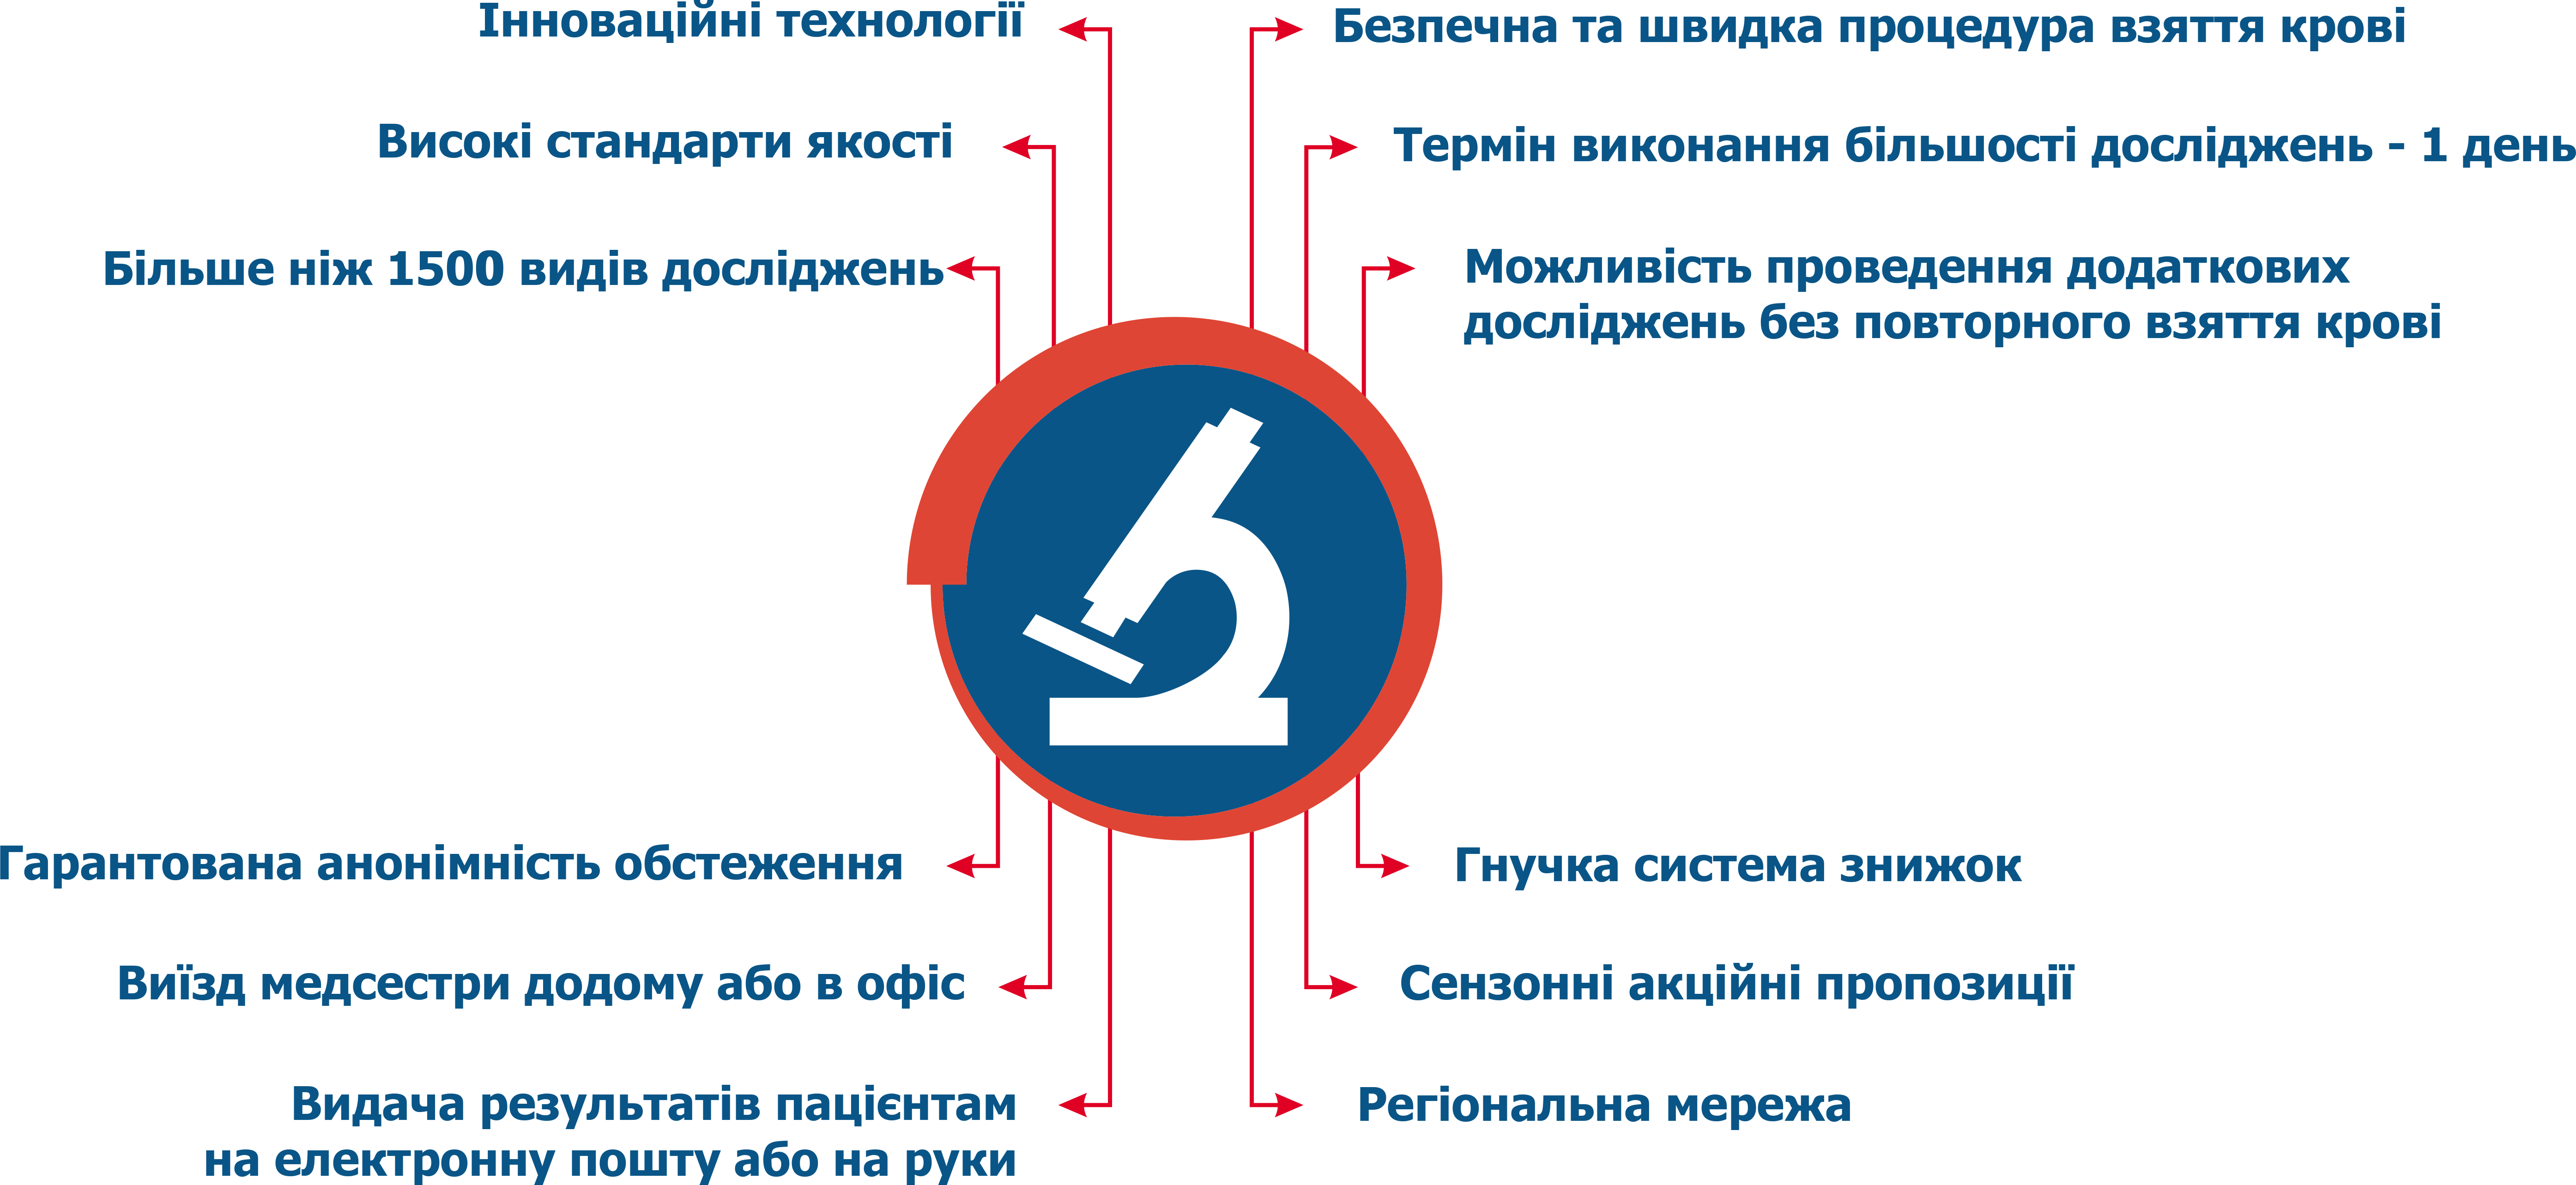 Інноваційні технології
Високі стандарти якості
Більше ніж 1500 видів досліджень
Безпечна та швидка процедура взяття крові
Термін виконання більшості досліджень - 1 день
Можливість проведення додаткових
досліджень без повторного взяття крові
Гарантована анонімність обстеження
Виїзд медсестри додому або в офіс
Видача результатів пацієнтам
на електронну пошту або на руки
Гнучка система знижок
Сензонні акційні пропозиції
Регіональна мережа